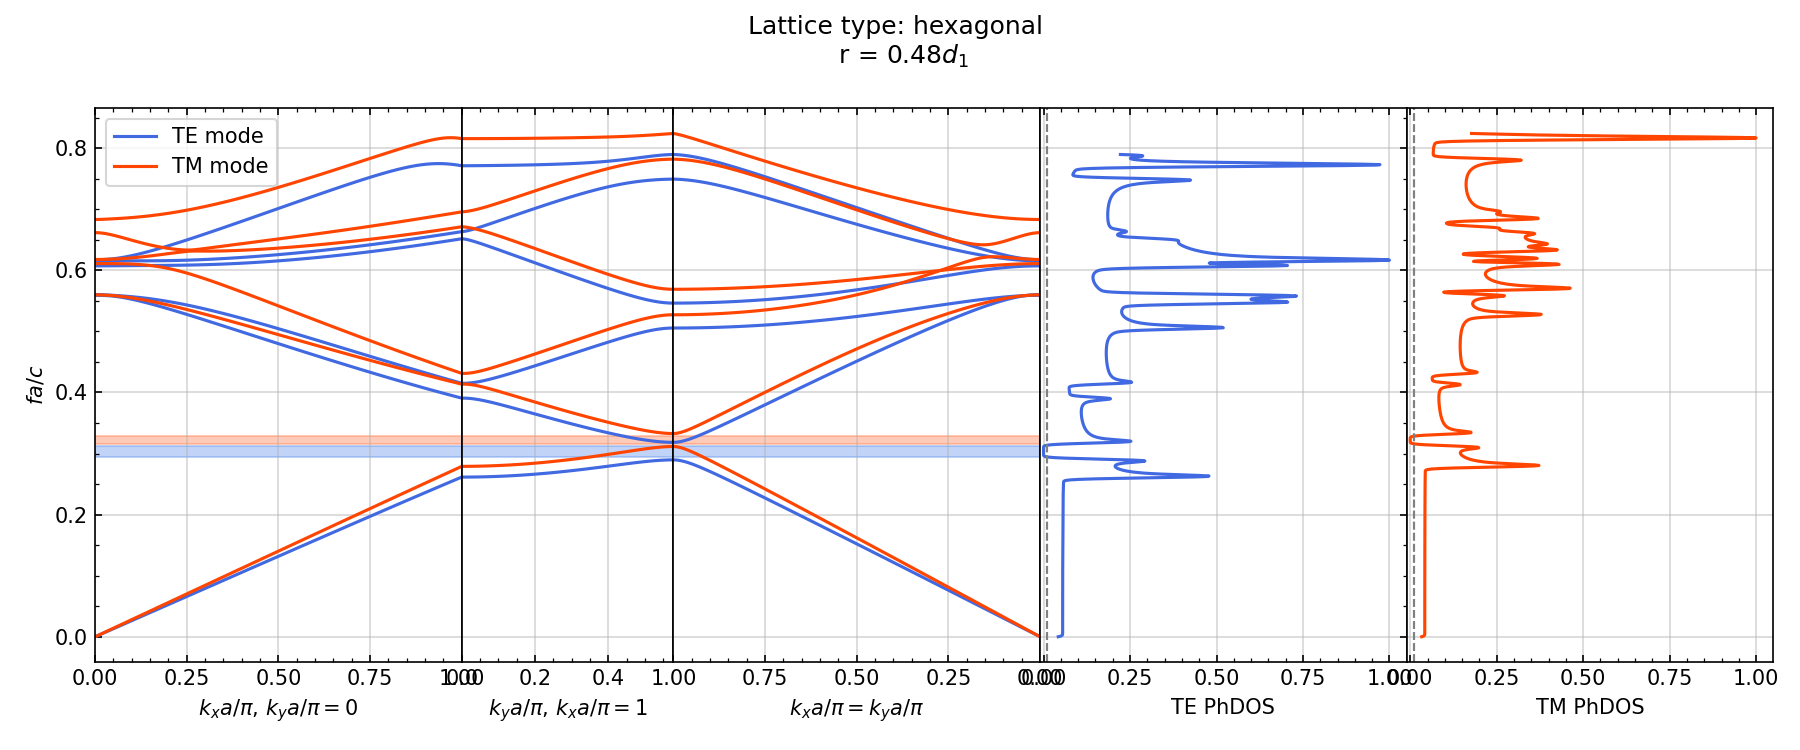 Lattice type: hexagonal
r = 0.48d₁
TE mode
TM mode
fa/c
0.8
0.6
0.4
0.2
0.0
0.00 0.25 0.50 0.75 1.00 0.00 0.2 0.4 1.00 0.75 0.50 0.25 0.00 0.00 0.25 0.50 0.75 1.00 0.00 0.25 0.50 0.75 1.00
kₓa/π, kᵧa/π = 0
kᵧa/π, kₓa/π = 1
kₓa/π = kᵧa/π
TE PhDOS
TM PhDOS